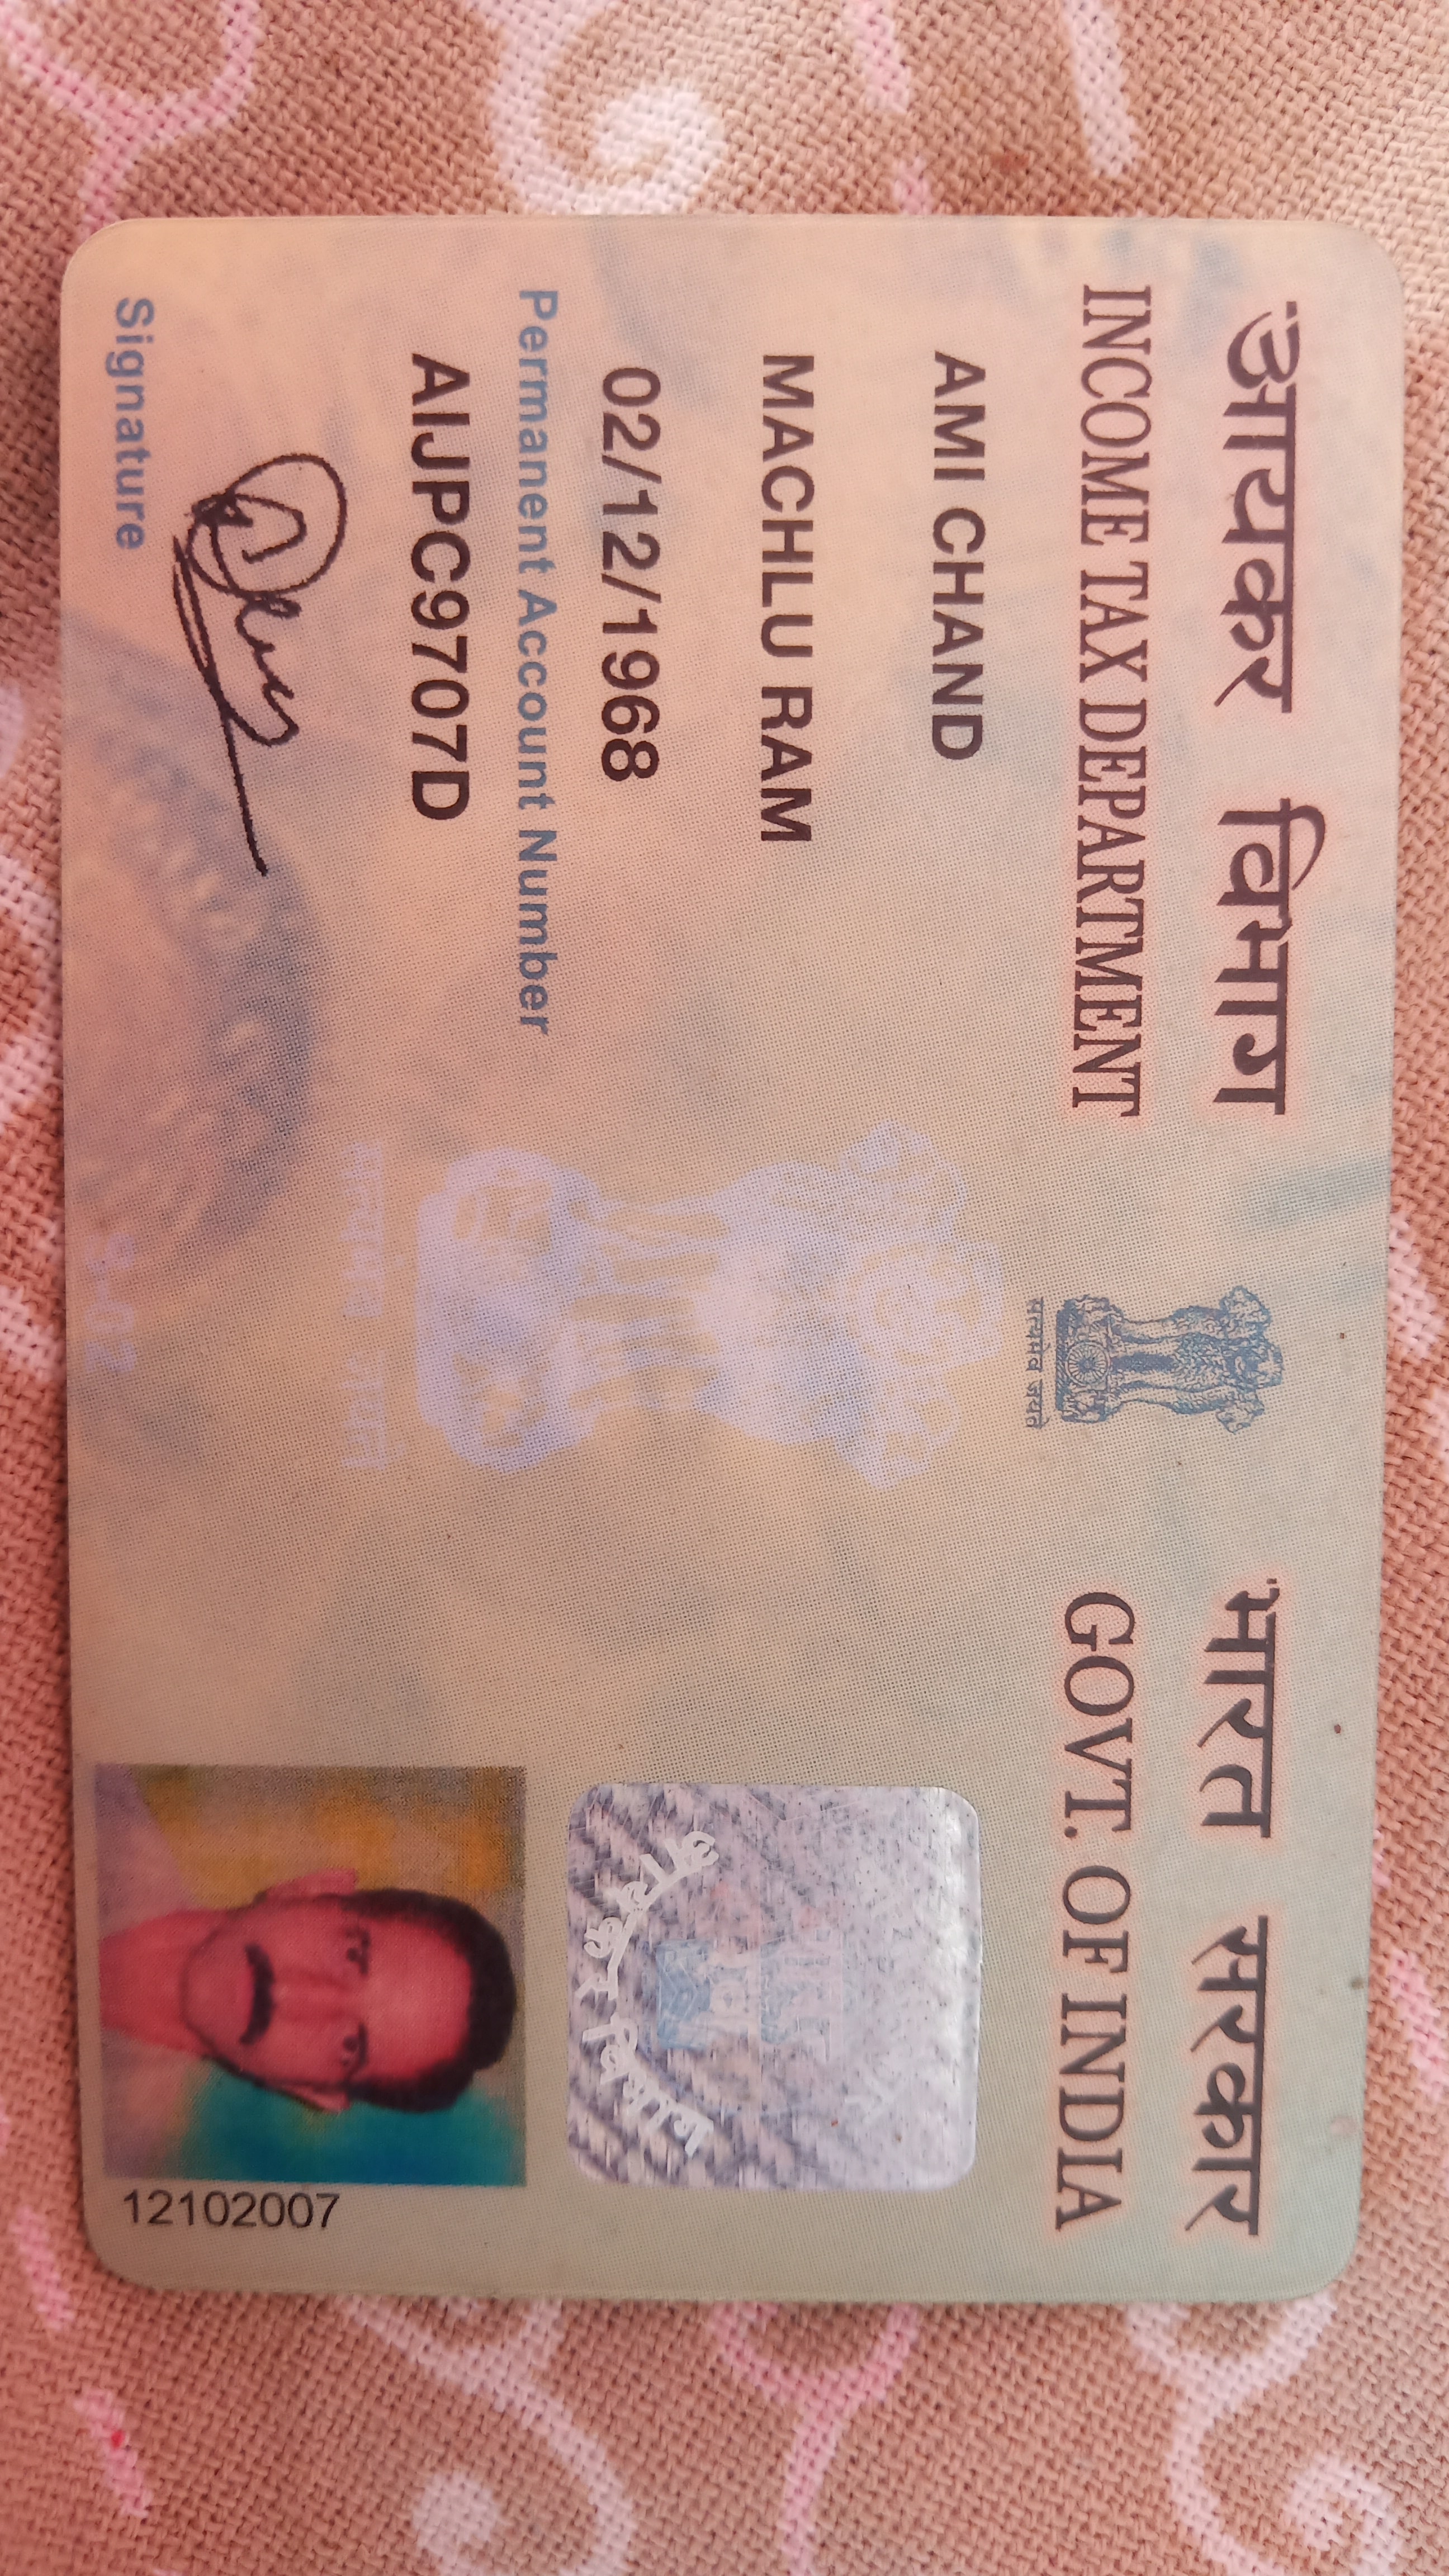 आयकर विभाग
INCOME TAX DEPARTMENT
सत्यमेव जयते
भारत सरकार
GOVT. OF INDIA
AMI CHAND
MACHLU RAM
02/12/1968
Permanent Account Number
AIJPC9707D
Signature
आयकर विभाग
12102007